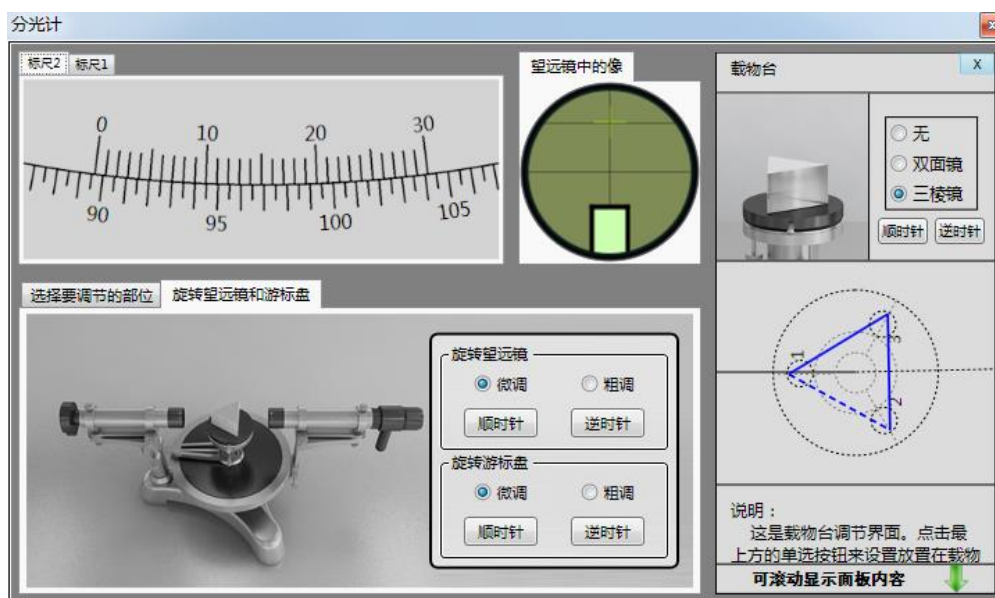 分光计
标尺2 标尺1
0 10 20 30
90 95 100 105
望远镜中的像
载物台
X
无
双面镜
三棱镜
顺时针 逆时针
1
3
2
选择要调节的部位 旋转望远镜和游标盘
旋转望远镜
微调 粗调
顺时针 逆时针
旋转游标盘
微调 粗调
顺时针 逆时针
说明：
这是载物台调节界面。点击最
上方的单选按钮来设置放置在载物
可滚动显示面板内容